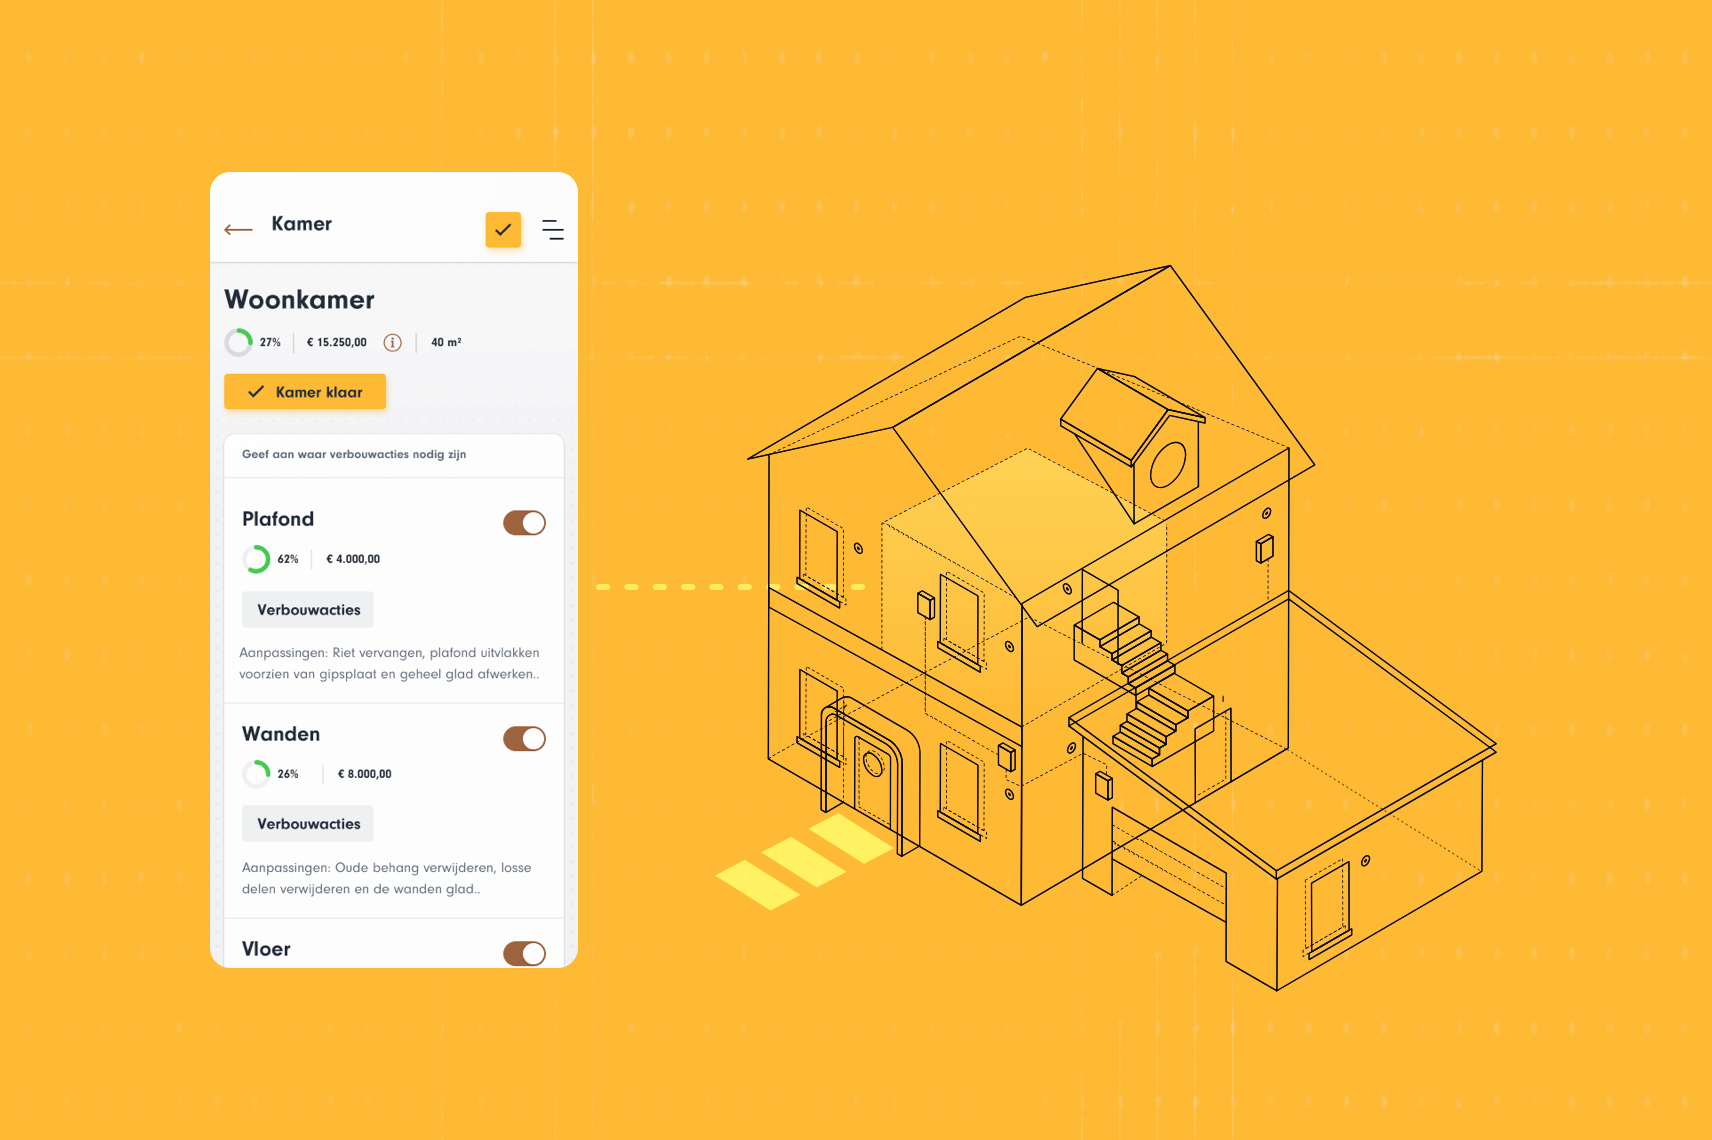 Kamer
Woonkamer
27% € 15.250,00 i 40 m²
Kamer klaar
Geef aan waar verbouwacties nodig zijn
Plafond
62% € 4.000,00
Verbouwacties
Aanpassingen: Riet vervangen, plafond uitvlakken
voorzien van gipsplaat en geheel glad afwerken..
Wanden
26% € 8.000,00
Verbouwacties
Aanpassingen: Oude behang verwijderen, losse
delen verwijderen en de wanden glad..
Vloer